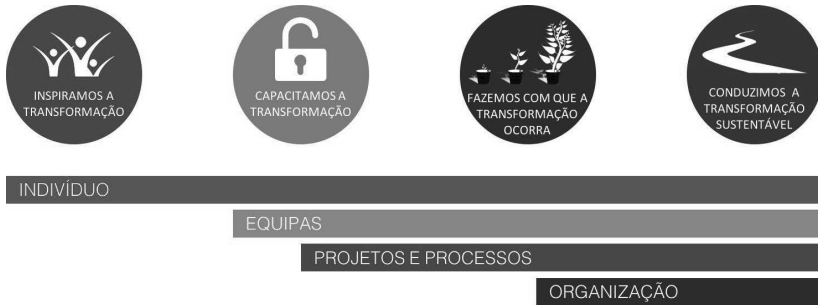 INSPIRAMOS A
TRANSFORMAÇÃO
CAPACITAMOS A
TRANSFORMAÇÃO
FAZEMOS COM QUE A
TRANSFORMAÇÃO
OCORRA
CONDUZIMOS A
TRANSFORMAÇÃO
SUSTENTÁVEL
INDIVÍDUO
EQUIPAS
PROJETOS E PROCESSOS
ORGANIZAÇÃO